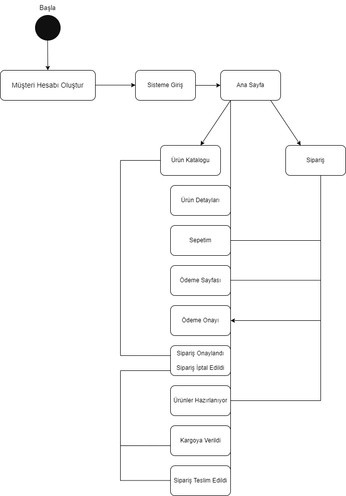 Başla
Müşteri Hesabı Oluştur
Sisteme Giriş
Ana Sayfa
Ürün Katalogu
Sipariş
Ürün Detayları
Sepetim
Ödeme Sayfası
Ödeme Onayı
Sipariş Onaylandı
Sipariş İptal Edildi
Ürünler Hazırlanıyor
Kargoya Verildi
Sipariş Teslim Edildi